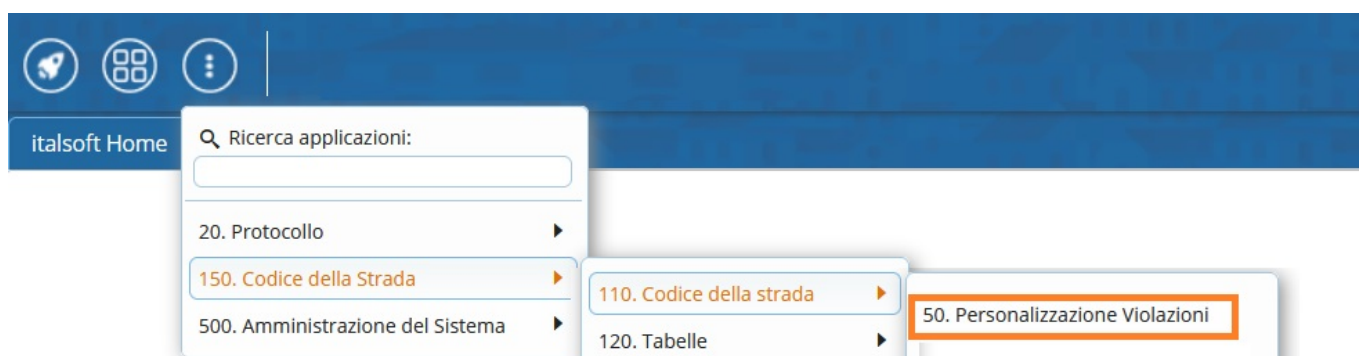 italsoft Home
Ricerca applicazioni:
20. Protocollo
150. Codice della Strada
500. Amministrazione del Sistema
110. Codice della strada
120. Tabelle
50. Personalizzazione Violazioni